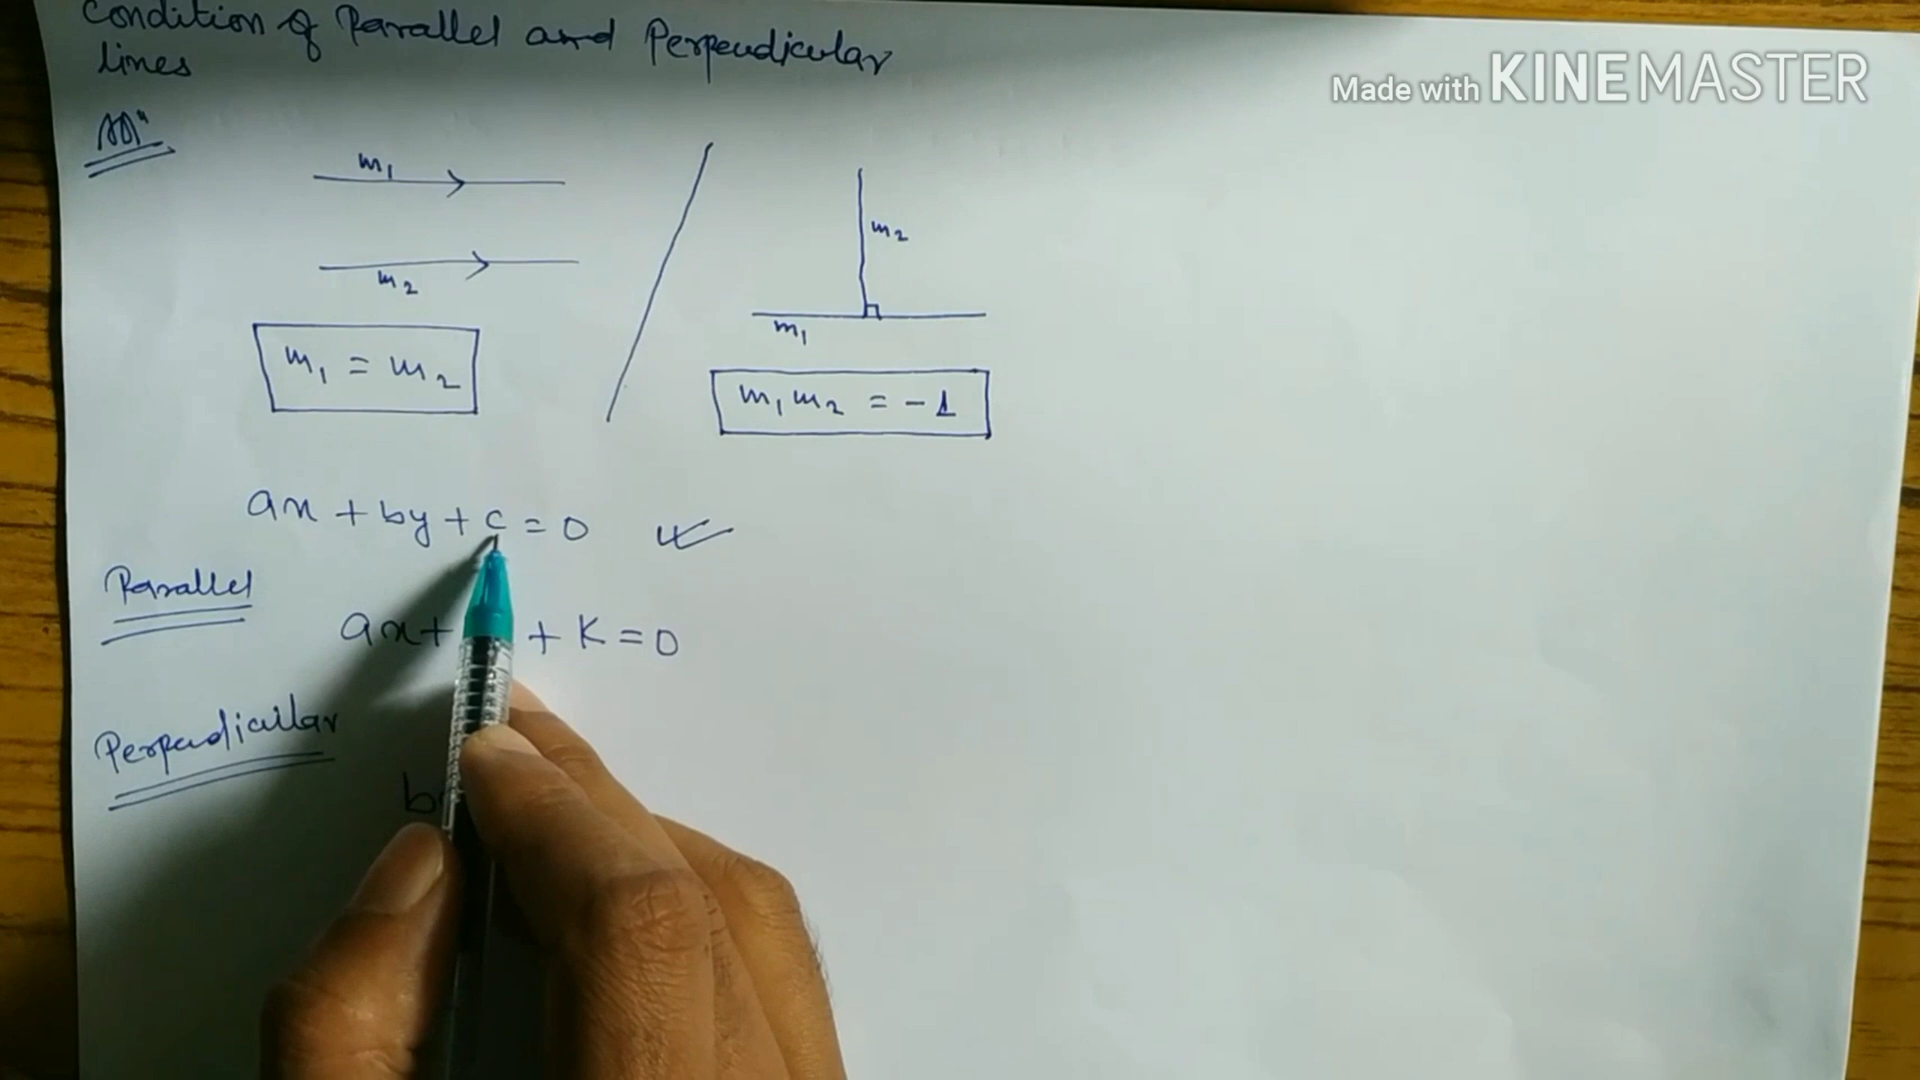 Condition of Parallel and Perpendicular
lines
Made with KINEMASTER
m₁
m₂
m₁ = m₂
m₂
m₁
m₁m₂ = -1
ax + by + c = 0
Parallel
ax + + K = 0
Perpendicular
b